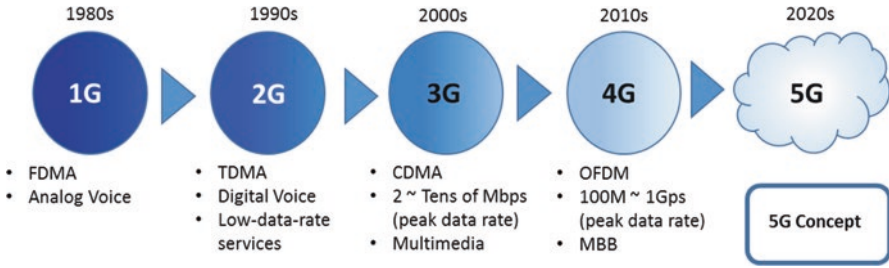 1980s
1990s
2000s
2010s
2020s
1G
2G
3G
4G
5G
• FDMA
• Analog Voice
• TDMA
• Digital Voice
• Low-data-rate
services
• CDMA
• 2 ~ Tens of Mbps
(peak data rate)
• Multimedia
• OFDM
• 100M ~ 1Gps
(peak data rate)
• MBB
5G Concept